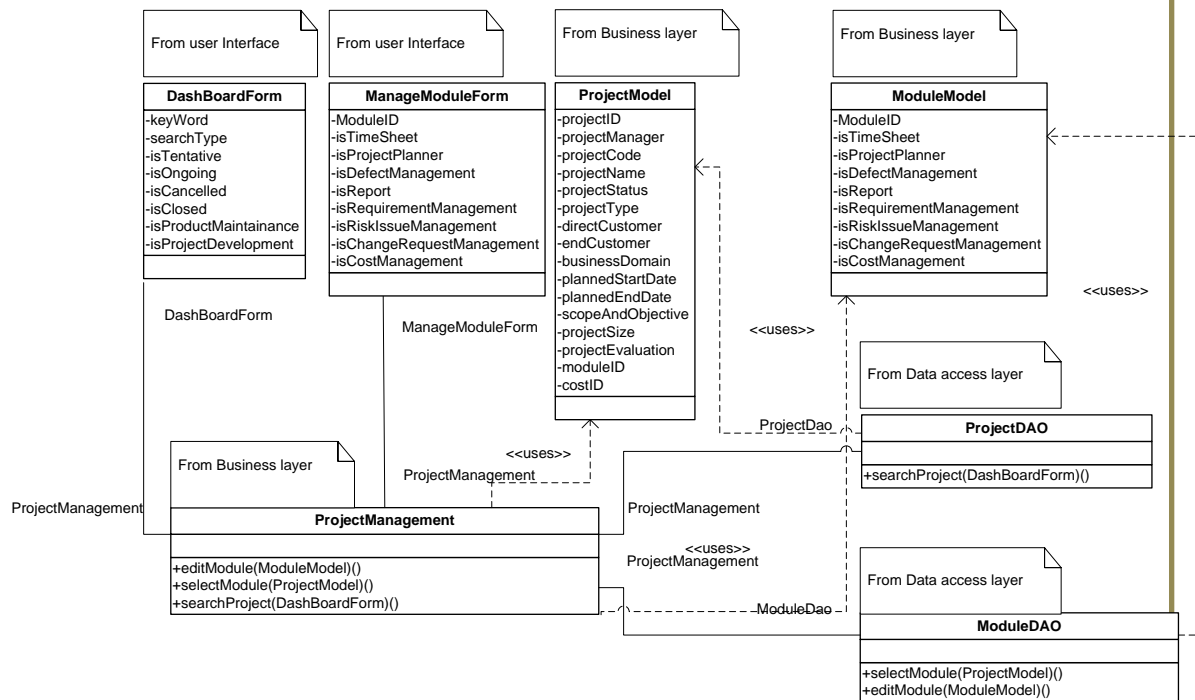 From user Interface
DashBoardForm
-keyWord
-searchType
-isTentative
-isOngoing
-isCancelled
-isClosed
-isProductMaintainance
-isProjectDevelopment
From user Interface
ManageModuleForm
-ModuleID
-isTimeSheet
-isProjectPlanner
-isDefectManagement
-isReport
-isRequirementManagement
-isRiskIssueManagement
-isChangeRequestManagement
-isCostManagement
From Business layer
ProjectModel
-projectID
-projectManager
-projectCode
-projectName
-projectStatus
-projectType
-directCustomer
-endCustomer
-businessDomain
-plannedStartDate
-plannedEndDate
-scopeAndObjective
-projectSize
-projectEvaluation
-moduleID
-costID
From Business layer
ModuleModel
-ModuleID
-isTimeSheet
-isProjectPlanner
-isDefectManagement
-isReport
-isRequirementManagement
-isRiskIssueManagement
-isChangeRequestManagement
-isCostManagement
<<uses>>
DashBoardForm
ManageModuleForm
<<uses>>
From Data access layer
ProjectDao
ProjectDAO
+searchProject(DashBoardForm)()
From Business layer
<<uses>>
ProjectManagement
ProjectManagement
ProjectManagement
ProjectManagement
+editModule(ModuleModel)()
+selectModule(ProjectModel)()
+searchProject(DashBoardForm)()
<<uses>>
ProjectManagement
ModuleDao
From Data access layer
ModuleDAO
+selectModule(ProjectModel)()
+editModule(ModuleModel)()